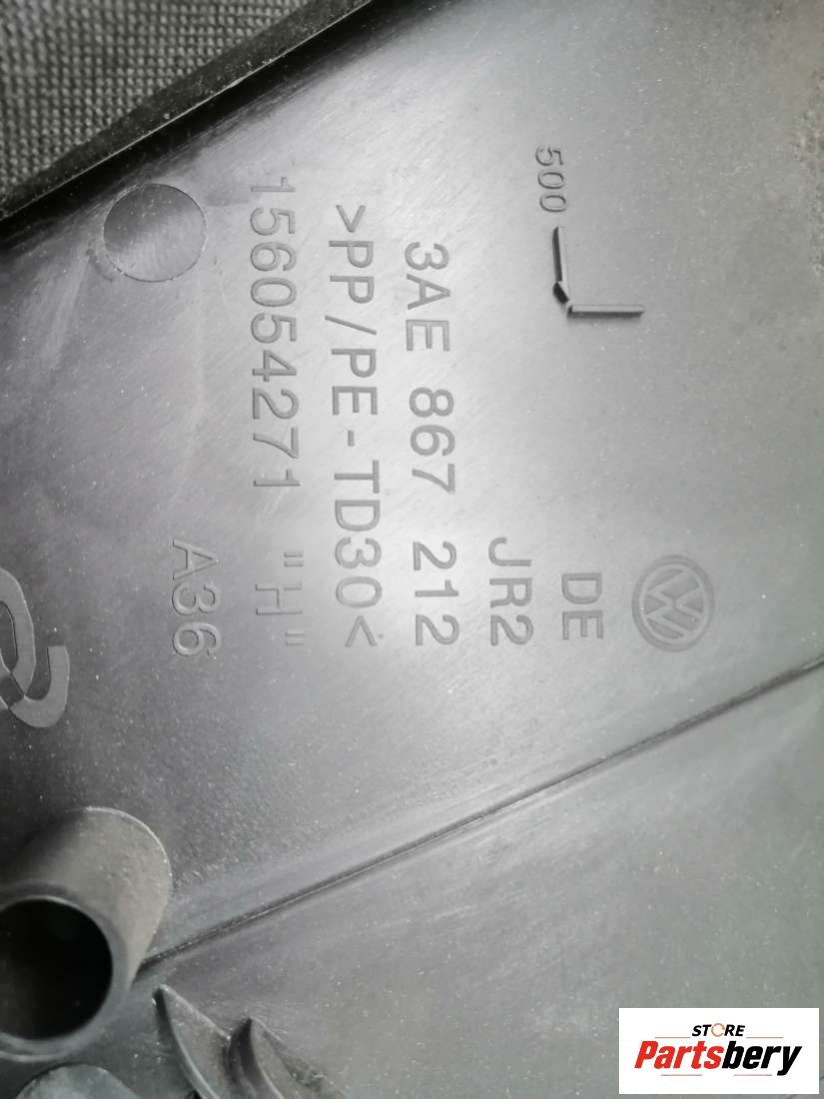 DE
JR2
3AE 867 212
>PP/PE-TD30<
156054271 "H"
A36
500
STORE
Partsbery